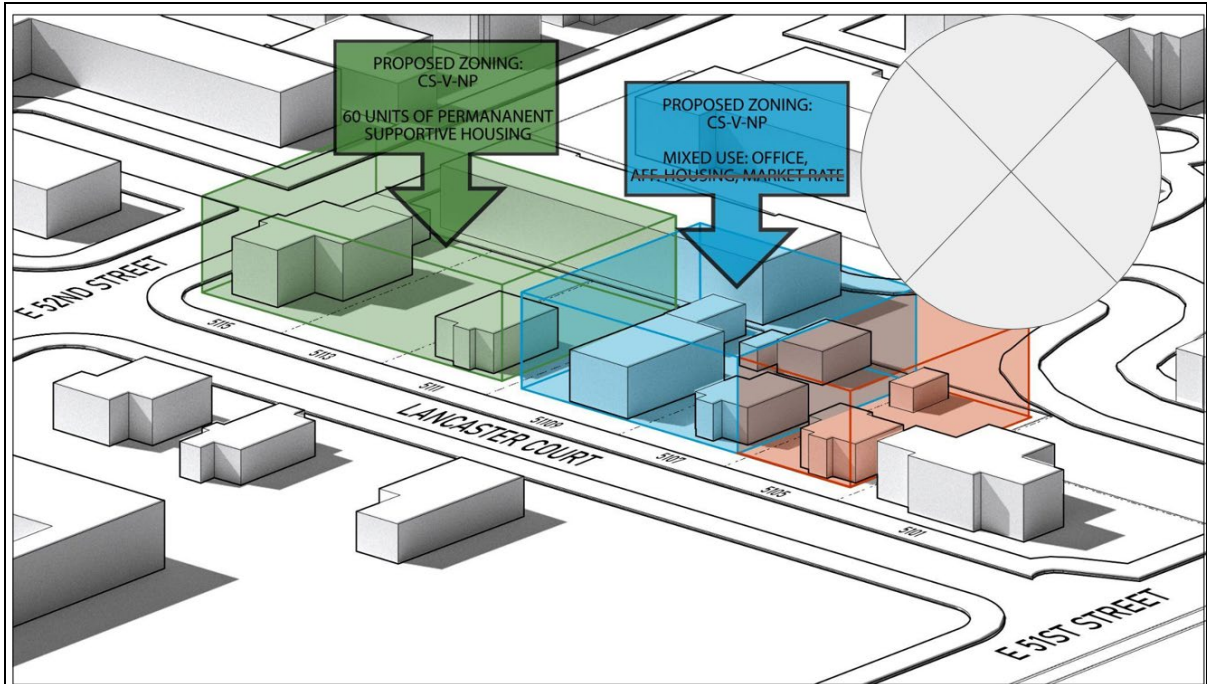 PROPOSED ZONING:
CS-V-NP
60 UNITS OF PERMANANENT
SUPPORTIVE HOUSING
PROPOSED ZONING:
CS-V-NP
MIXED USE: OFFICE,
AFF. HOUSING, MARKET RATE
E 52ND STREET
5115
5113
5111
5109
5107
5105
5101
LANCASTER COURT
E 51ST STREET